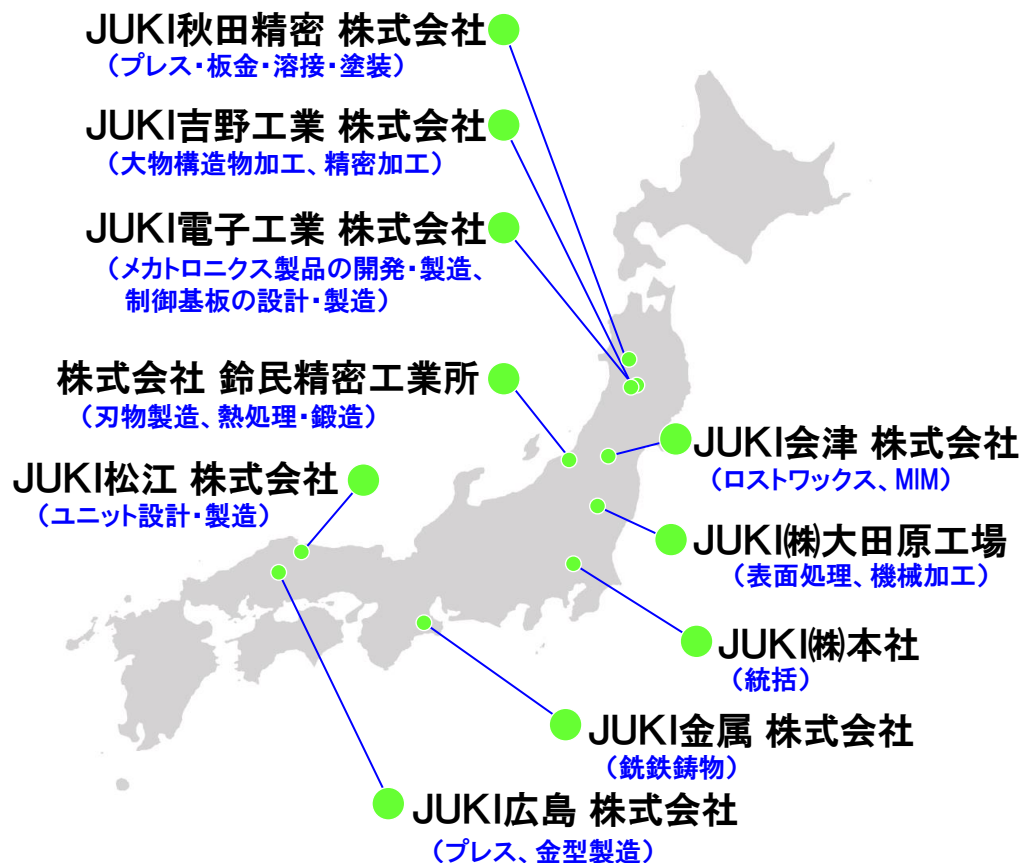 JUKI秋田精密 株式会社
（プレス・板金・溶接・塗装）
JUKI吉野工業 株式会社
（大物構造物加工、精密加工）
JUKI電子工業 株式会社
（メカトロニクス製品の開発・製造、
制御基板の設計・製造）
株式会社 鈴民精密工業所
（刃物製造、熱処理・鍛造）
JUKI会津 株式会社
（ロストワックス、MIM）
JUKI松江 株式会社
（ユニット設計・製造）
JUKI㈱大田原工場
（表面処理、機械加工）
JUKI㈱本社
（統括）
JUKI金属 株式会社
（銑鉄鋳物）
JUKI広島 株式会社
（プレス、金型製造）